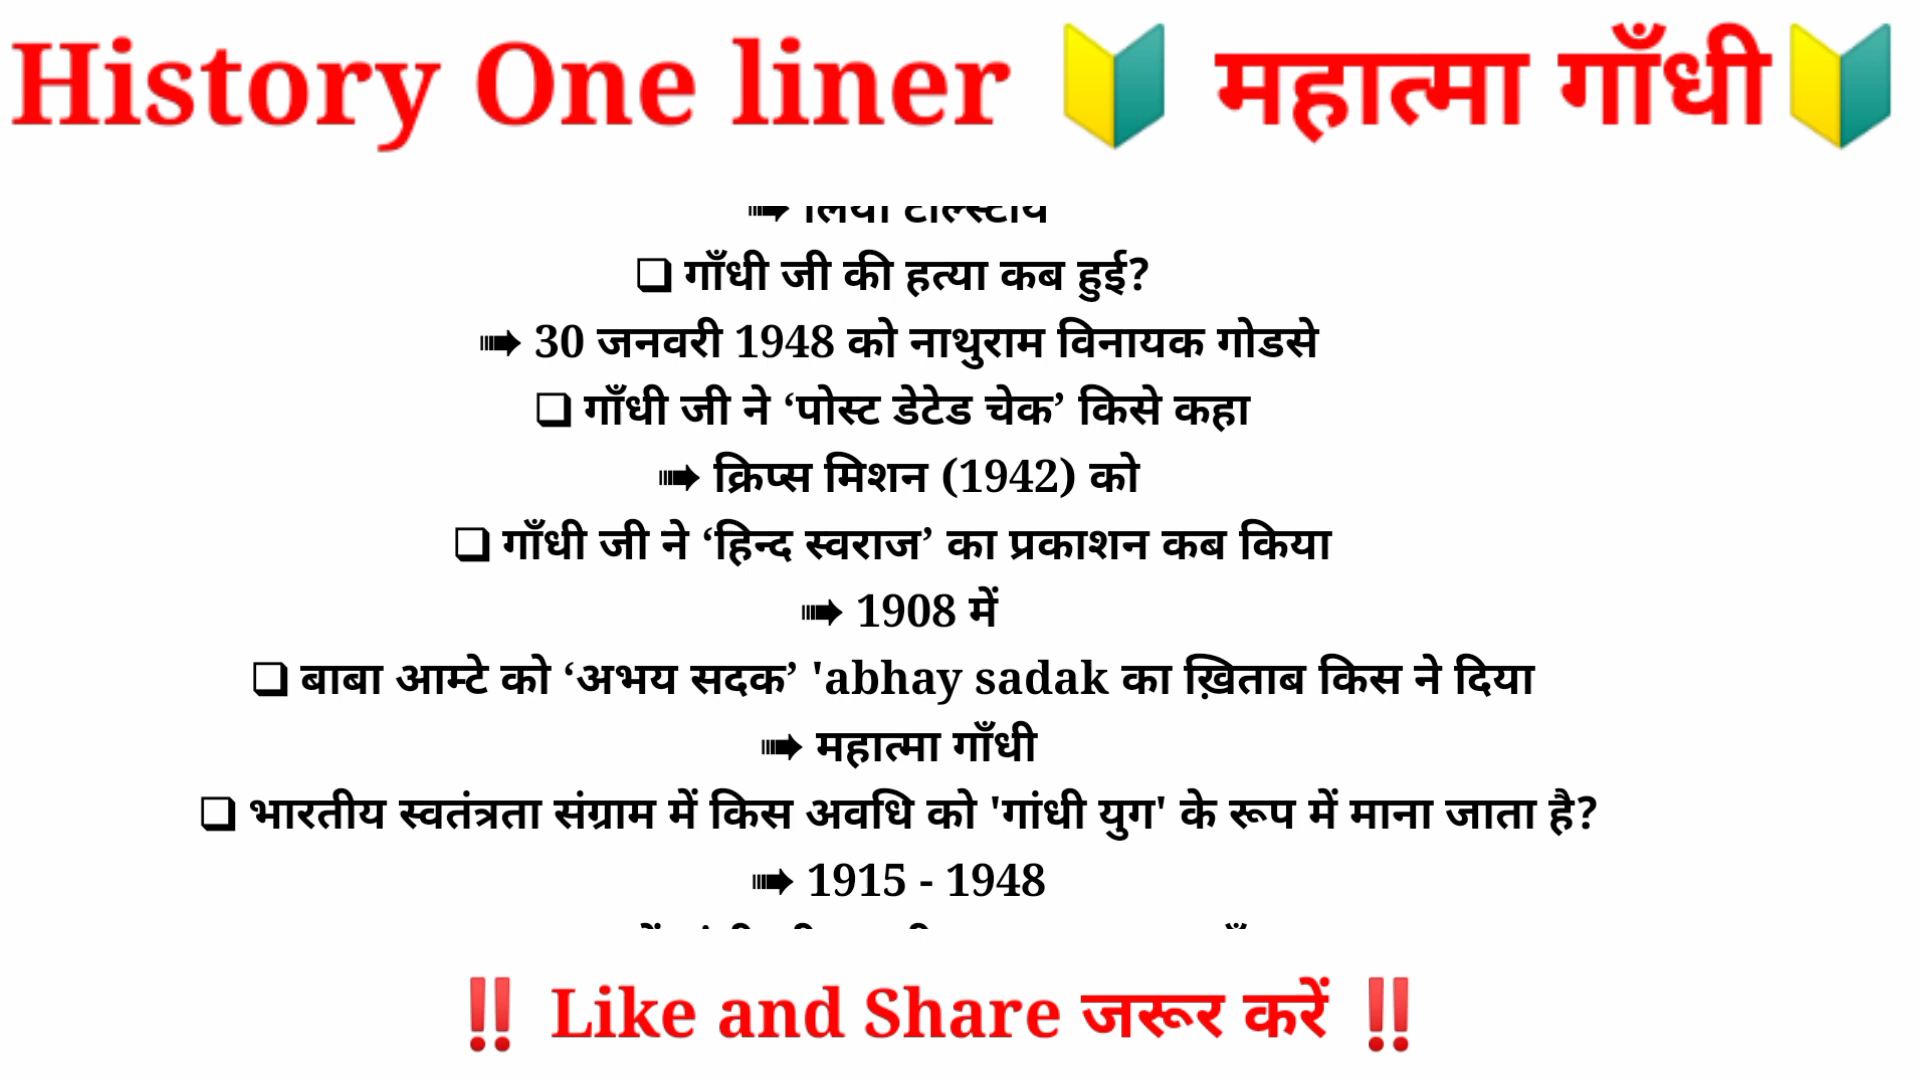 History One liner 🔰 महात्मा गाँधी🔰
➠ लियो टॉल्स्टॉय
❑ गाँधी जी की हत्या कब हुई?
➠ 30 जनवरी 1948 को नाथुराम विनायक गोडसे
❑ गाँधी जी ने ‘पोस्ट डेटेड चेक’ किसे कहा
➠ क्रिप्स मिशन (1942) को
❑ गाँधी जी ने ‘हिन्द स्वराज’ का प्रकाशन कब किया
➠ 1908 में
❑ बाबा आम्टे को ‘अभय सदक’ 'abhay sadak का ख़िताब किस ने दिया
➠ महात्मा गाँधी
❑ भारतीय स्वतंत्रता संग्राम में किस अवधि को 'गांधी युग' के रूप में माना जाता है?
➠ 1915 - 1948
‼️ Like and Share जरूर करें ‼️